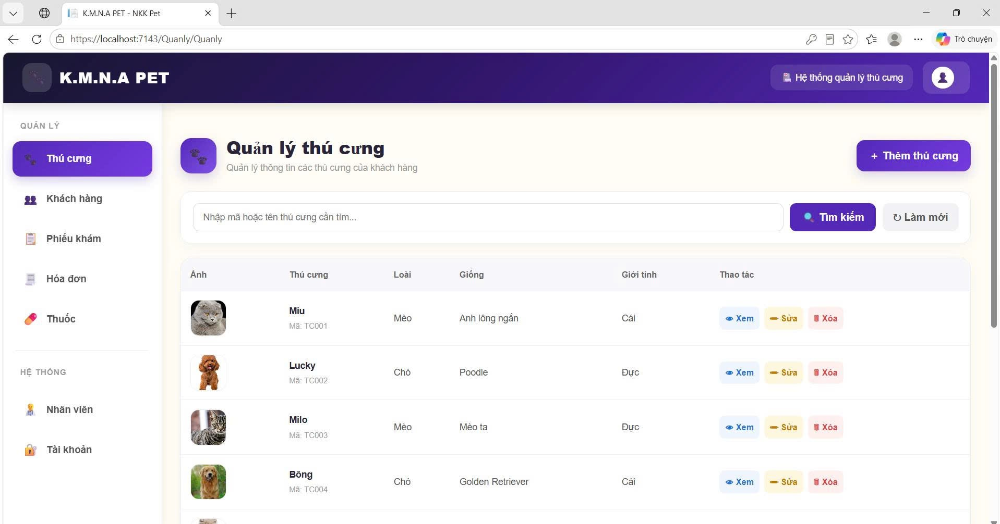 K.M.N.A PET - NKK Pet
https://localhost:7143/Quanly/Quanly
Trò chuyện
K.M.N.A PET
Hệ thống quản lý thú cưng
QUẢN LÝ
Thú cưng
Khách hàng
Phiếu khám
Hóa đơn
Thuốc
HỆ THỐNG
Nhân viên
Tài khoản
Quản lý thú cưng
Quản lý thông tin các thú cưng của khách hàng
+ Thêm thú cưng
Nhập mã hoặc tên thú cưng cần tìm...
Tìm kiếm
↻ Làm mới
Ảnh Thú cưng Loài Giống Giới tính Thao tác
Miu
Mã: TC001
Mèo Anh lông ngắn Cái Xem Sửa Xóa
Lucky
Mã: TC002
Chó Poodle Đực Xem Sửa Xóa
Milo
Mã: TC003
Mèo Mèo ta Đực Xem Sửa Xóa
Bông
Mã: TC004
Chó Golden Retriever Cái Xem Sửa Xóa